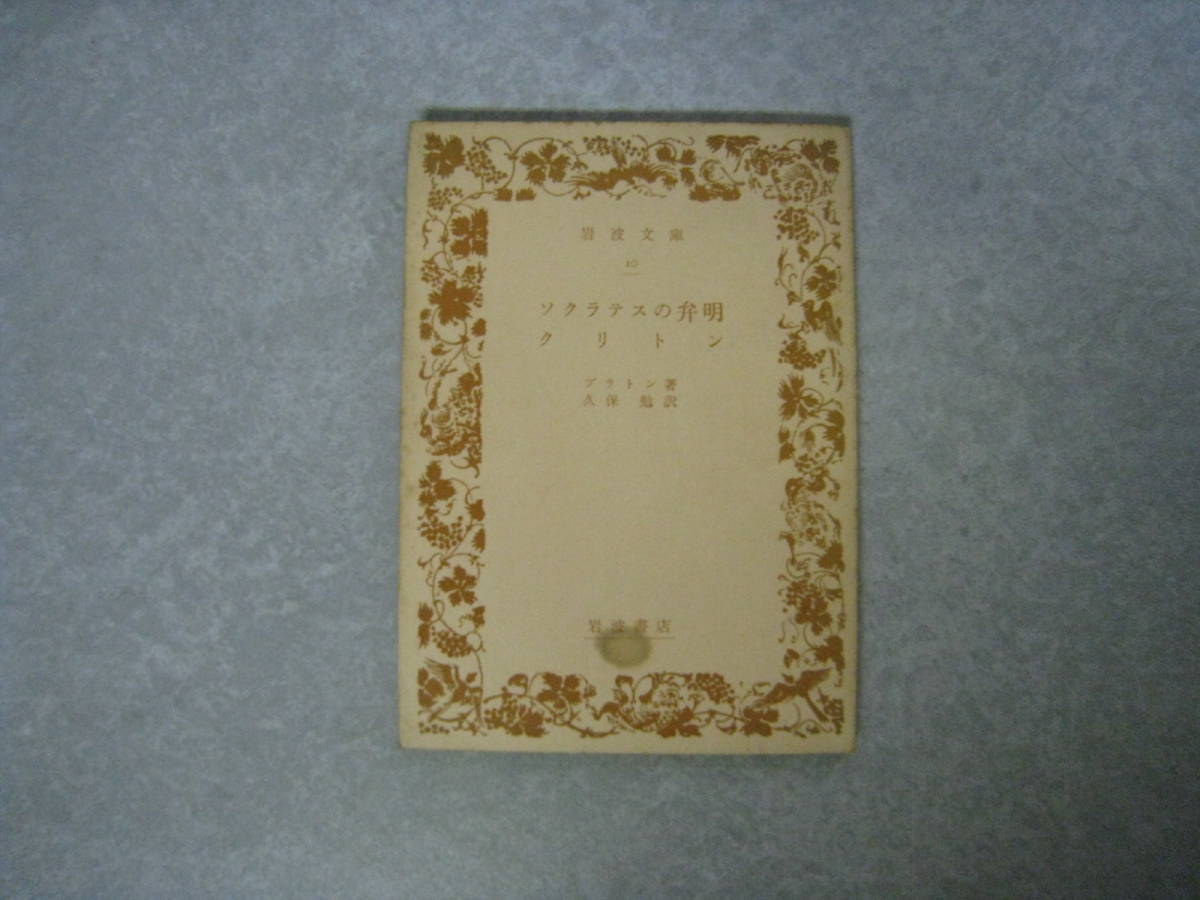 岩波文庫
40
ソクラテスの弁明
クリトン
プラトン著
久保 勉訳
岩波書店